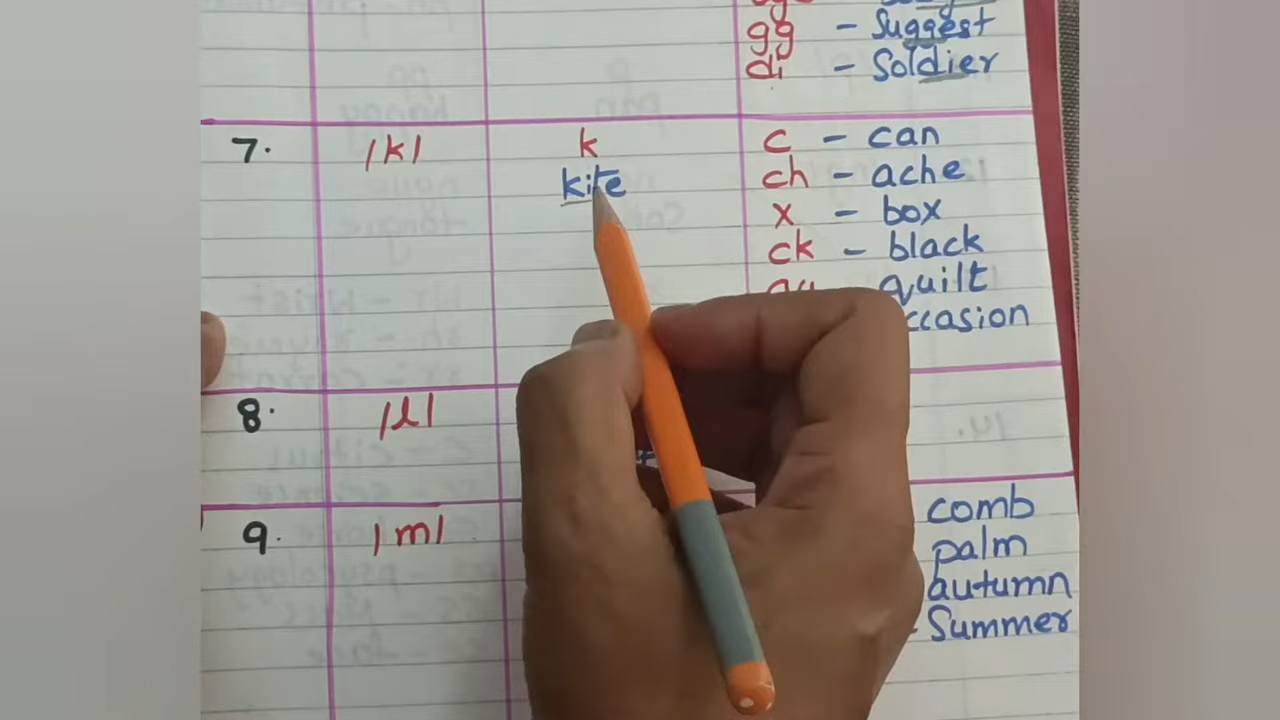 gg - Suggest
di - Soldier
7. /k/ k c - can
kite ch - ache
x - box
ck - black
quilt
8. /l/
9. /m/ comb
palm
autumn
- Summer